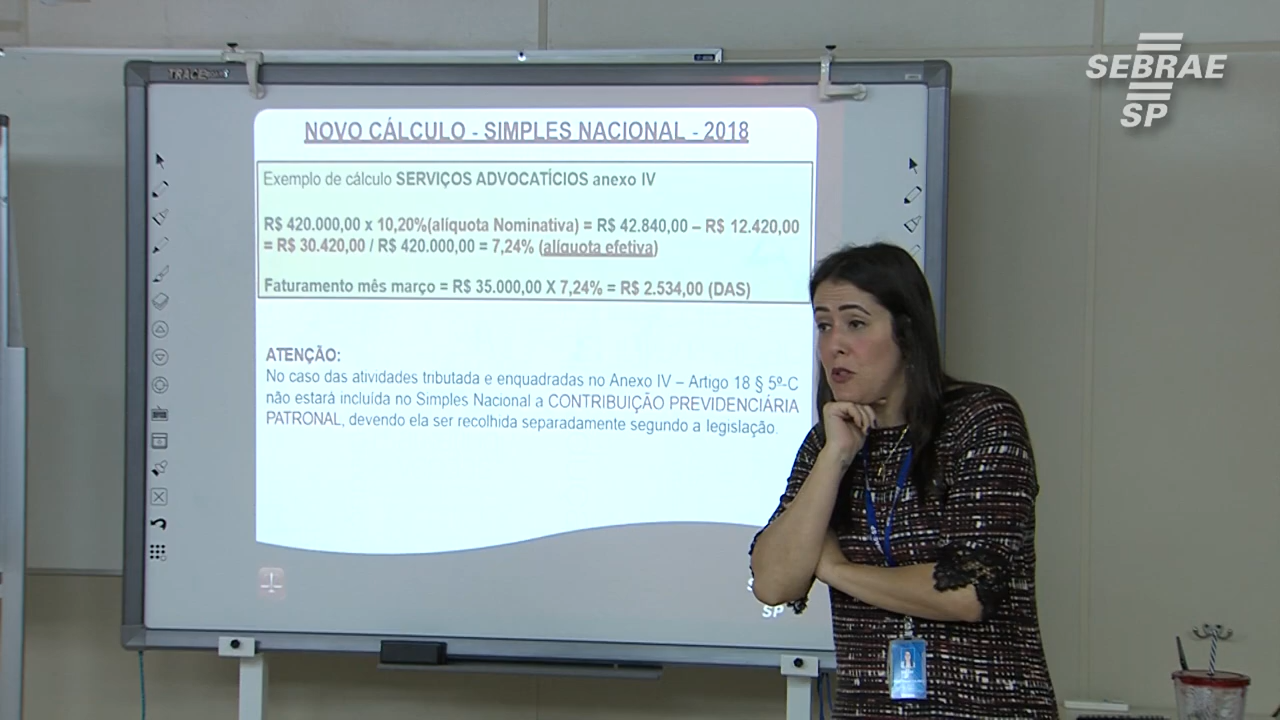 SEBRAE
SP
TRACE
NOVO CÁLCULO - SIMPLES NACIONAL - 2018
Exemplo de cálculo SERVIÇOS ADVOCATÍCIOS anexo IV
R$ 420.000,00 x 10,20%(alíquota Nominativa) = R$ 42.840,00 – R$ 12.420,00
= R$ 30.420,00 / R$ 420.000,00 = 7,24% (alíquota efetiva)
Faturamento mês março = R$ 35.000,00 X 7,24% = R$ 2.534,00 (DAS)
ATENÇÃO:
No caso das atividades tributada e enquadradas no Anexo IV – Artigo 18 § 5º-C
não estará incluída no Simples Nacional a CONTRIBUIÇÃO PREVIDENCIÁRIA
PATRONAL, devendo ela ser recolhida separadamente segundo a legislação.
SP